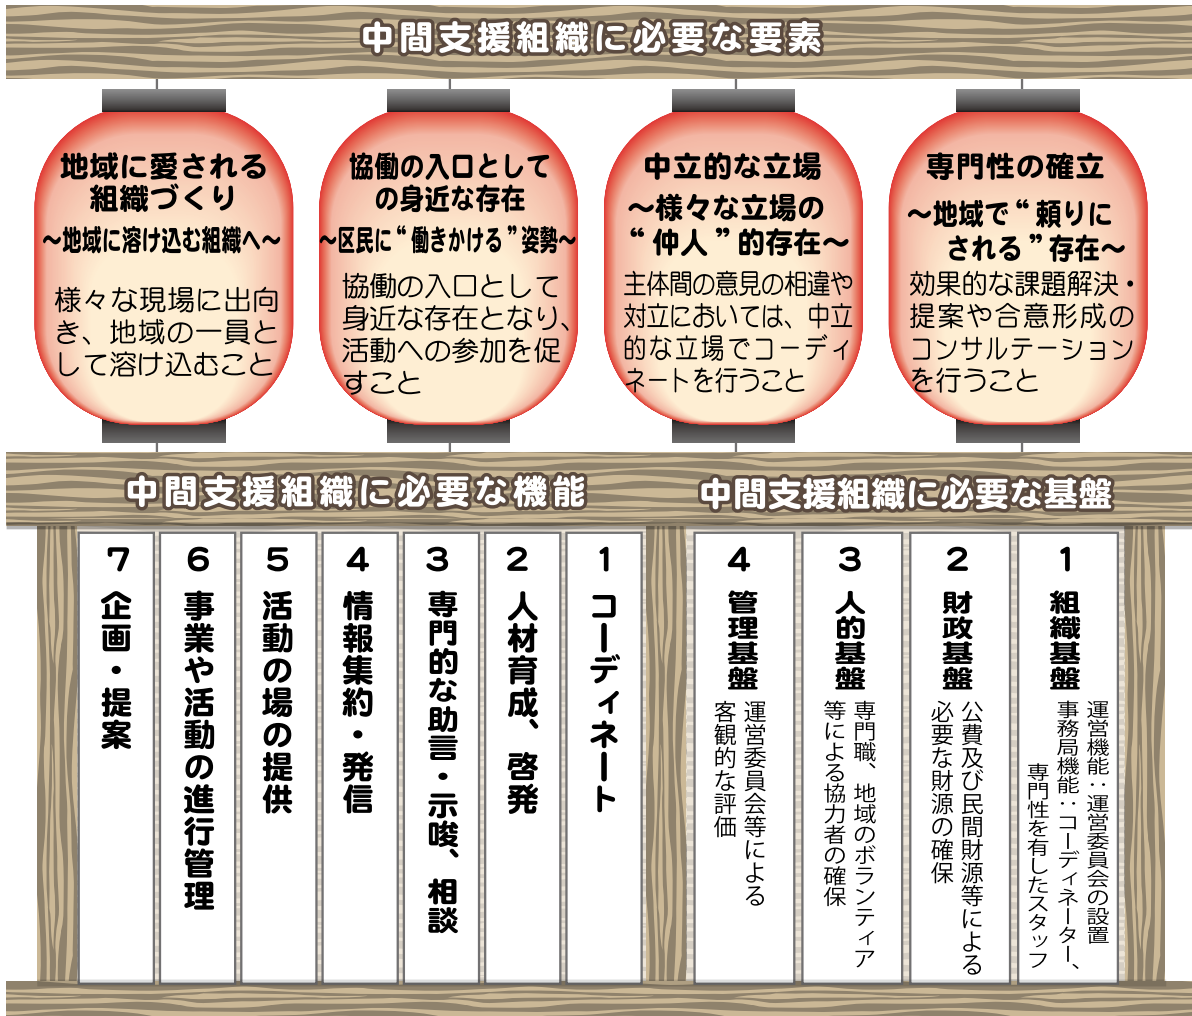 中間支援組織に必要な要素
地域に愛される
組織づくり
～地域に溶け込む組織へ～
様々な現場に出向
き、地域の一員と
して溶け込むこと
協働の入口として
の身近な存在
～区民に“働きかける”姿勢～
協働の入口として
身近な存在となり、
活動への参加を促
すこと
中立的な立場
～様々な立場の
“仲人”的存在～
主体間の意見の相違や
対立においては、中立
的な立場でコーディ
ネートを行うこと
専門性の確立
～地域で“頼りに
される”存在～
効果的な課題解決・
提案や合意形成の
コンサルテーション
を行うこと
中間支援組織に必要な機能
1 コーディネート
2 人材育成、啓発
3 専門的な助言・示唆、相談
4 情報集約・発信
5 活動の場の提供
6 事業や活動の進行管理
7 企画・提案
中間支援組織に必要な基盤
1 組織基盤
運営機能：運営委員会の設置
事務局機能：コーディネーター、
専門性を有したスタッフ
2 財政基盤
公費及び民間財源等による
必要な財源の確保
3 人的基盤
専門職、地域のボランティア
等による協力者の確保
4 管理基盤
運営委員会等による
客観的な評価